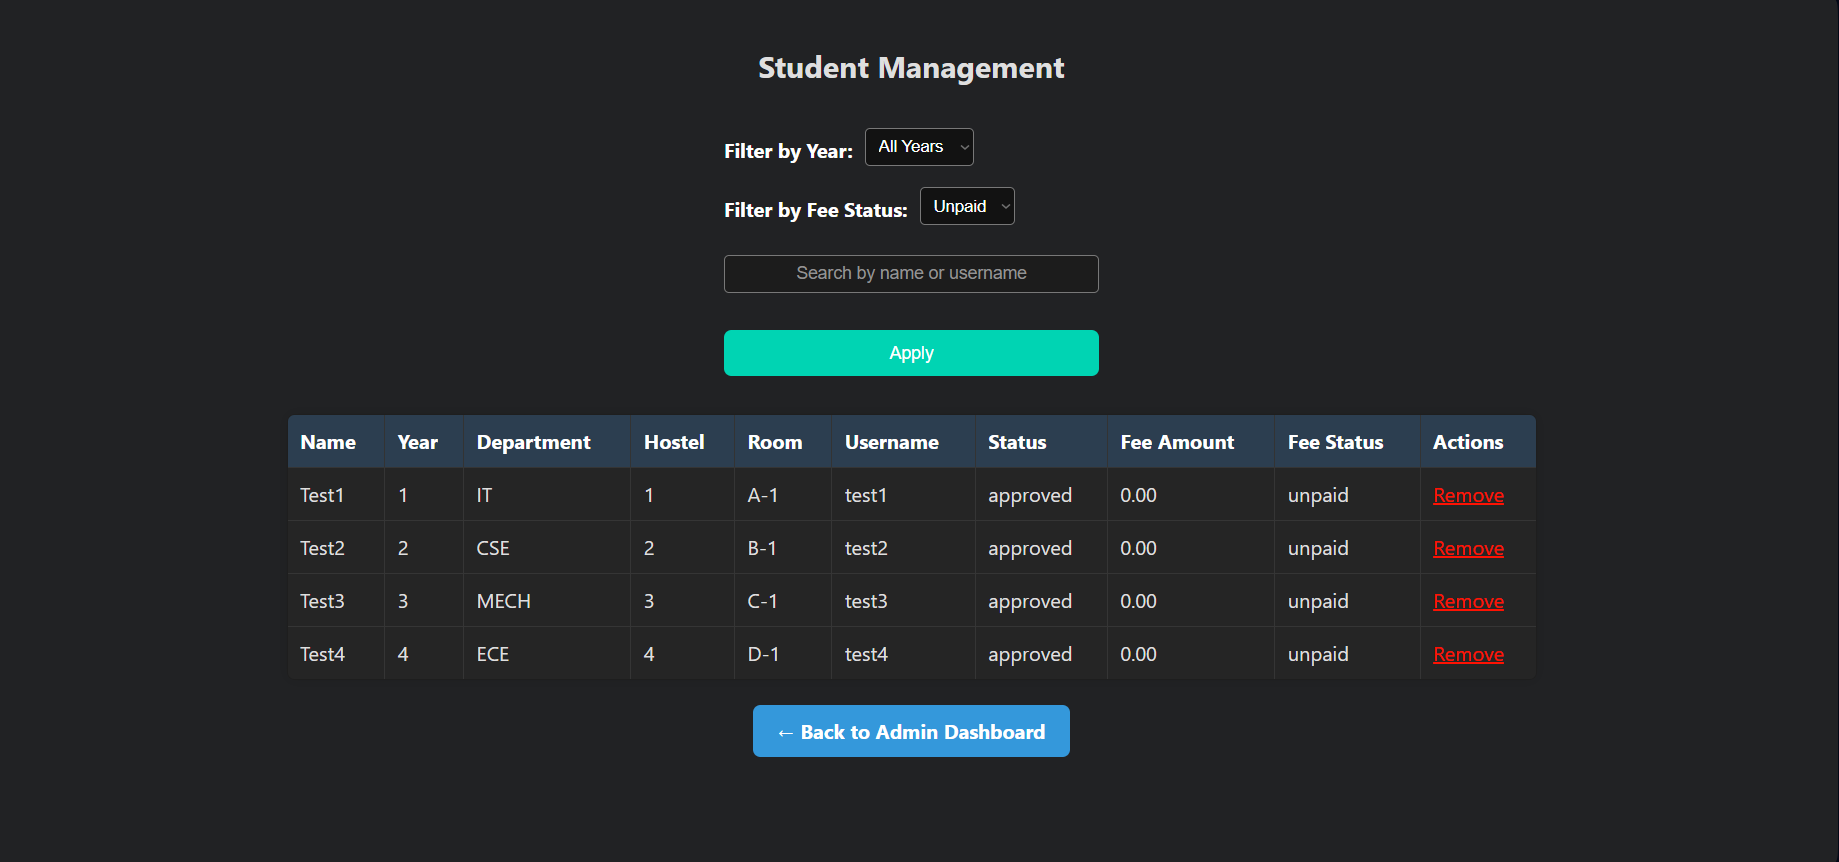 Student Management
Filter by Year: All Years
Filter by Fee Status: Unpaid
Search by name or username
Apply
Name Year Department Hostel Room Username Status Fee Amount Fee Status Actions
Test1 1 IT 1 A-1 test1 approved 0.00 unpaid Remove
Test2 2 CSE 2 B-1 test2 approved 0.00 unpaid Remove
Test3 3 MECH 3 C-1 test3 approved 0.00 unpaid Remove
Test4 4 ECE 4 D-1 test4 approved 0.00 unpaid Remove
← Back to Admin Dashboard